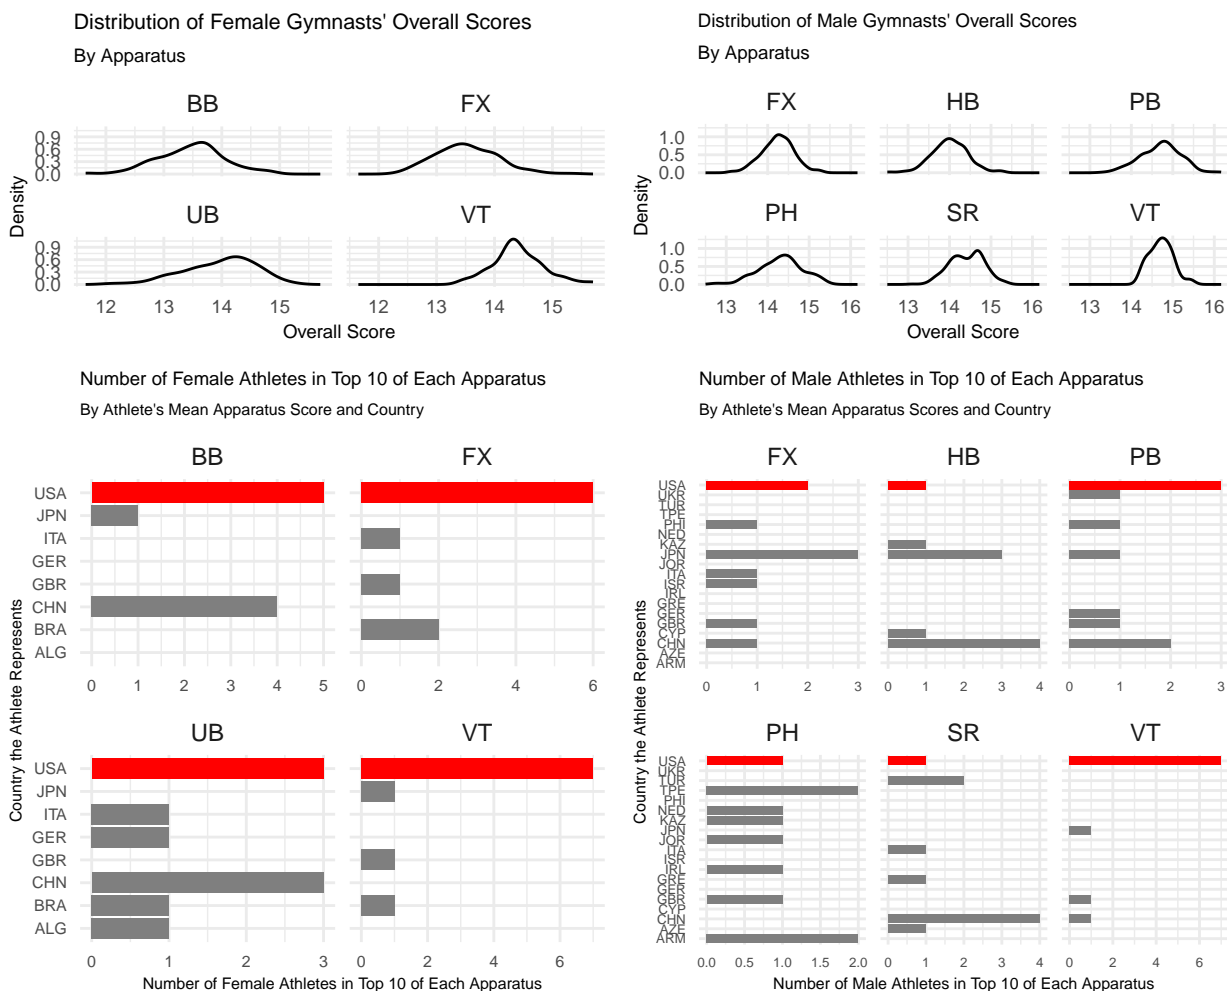 Distribution of Female Gymnasts' Overall Scores
By Apparatus
BB
FX
0.9
0.6
0.3
0.0
UB
VT
0.9
0.6
0.3
0.0
12 13 14 15
12 13 14 15
Density
Overall Score
Distribution of Male Gymnasts' Overall Scores
By Apparatus
FX
HB
PB
1.0
0.5
0.0
PH
SR
VT
1.0
0.5
0.0
13 14 15 16
13 14 15 16
13 14 15 16
Density
Overall Score
Number of Female Athletes in Top 10 of Each Apparatus
By Athlete's Mean Apparatus Score and Country
BB
FX
USA
JPN
ITA
GER
GBR
CHN
BRA
ALG
0 1 2 3 4 5
0 2 4 6
UB
VT
USA
JPN
ITA
GER
GBR
CHN
BRA
ALG
0 1 2 3
0 2 4 6
Country the Athlete Represents
Number of Female Athletes in Top 10 of Each Apparatus
Number of Male Athletes in Top 10 of Each Apparatus
By Athlete's Mean Apparatus Scores and Country
FX
HB
PB
USA
UKR
TUR
TPE
PHI
NED
KAZ
JPN
JOR
ITA
ISR
IRL
GRE
GER
GBR
CYP
CHN
AZE
ARM
0 1 2 3
0 1 2 3 4
0 1 2 3
PH
SR
VT
USA
UKR
TUR
TPE
PHI
NED
KAZ
JPN
JOR
ITA
ISR
IRL
GRE
GER
GBR
CYP
CHN
AZE
ARM
0.0 0.5 1.0 1.5 2.0
0 1 2 3 4
0 2 4 6
Country the Athlete Represents
Number of Male Athletes in Top 10 of Each Apparatus